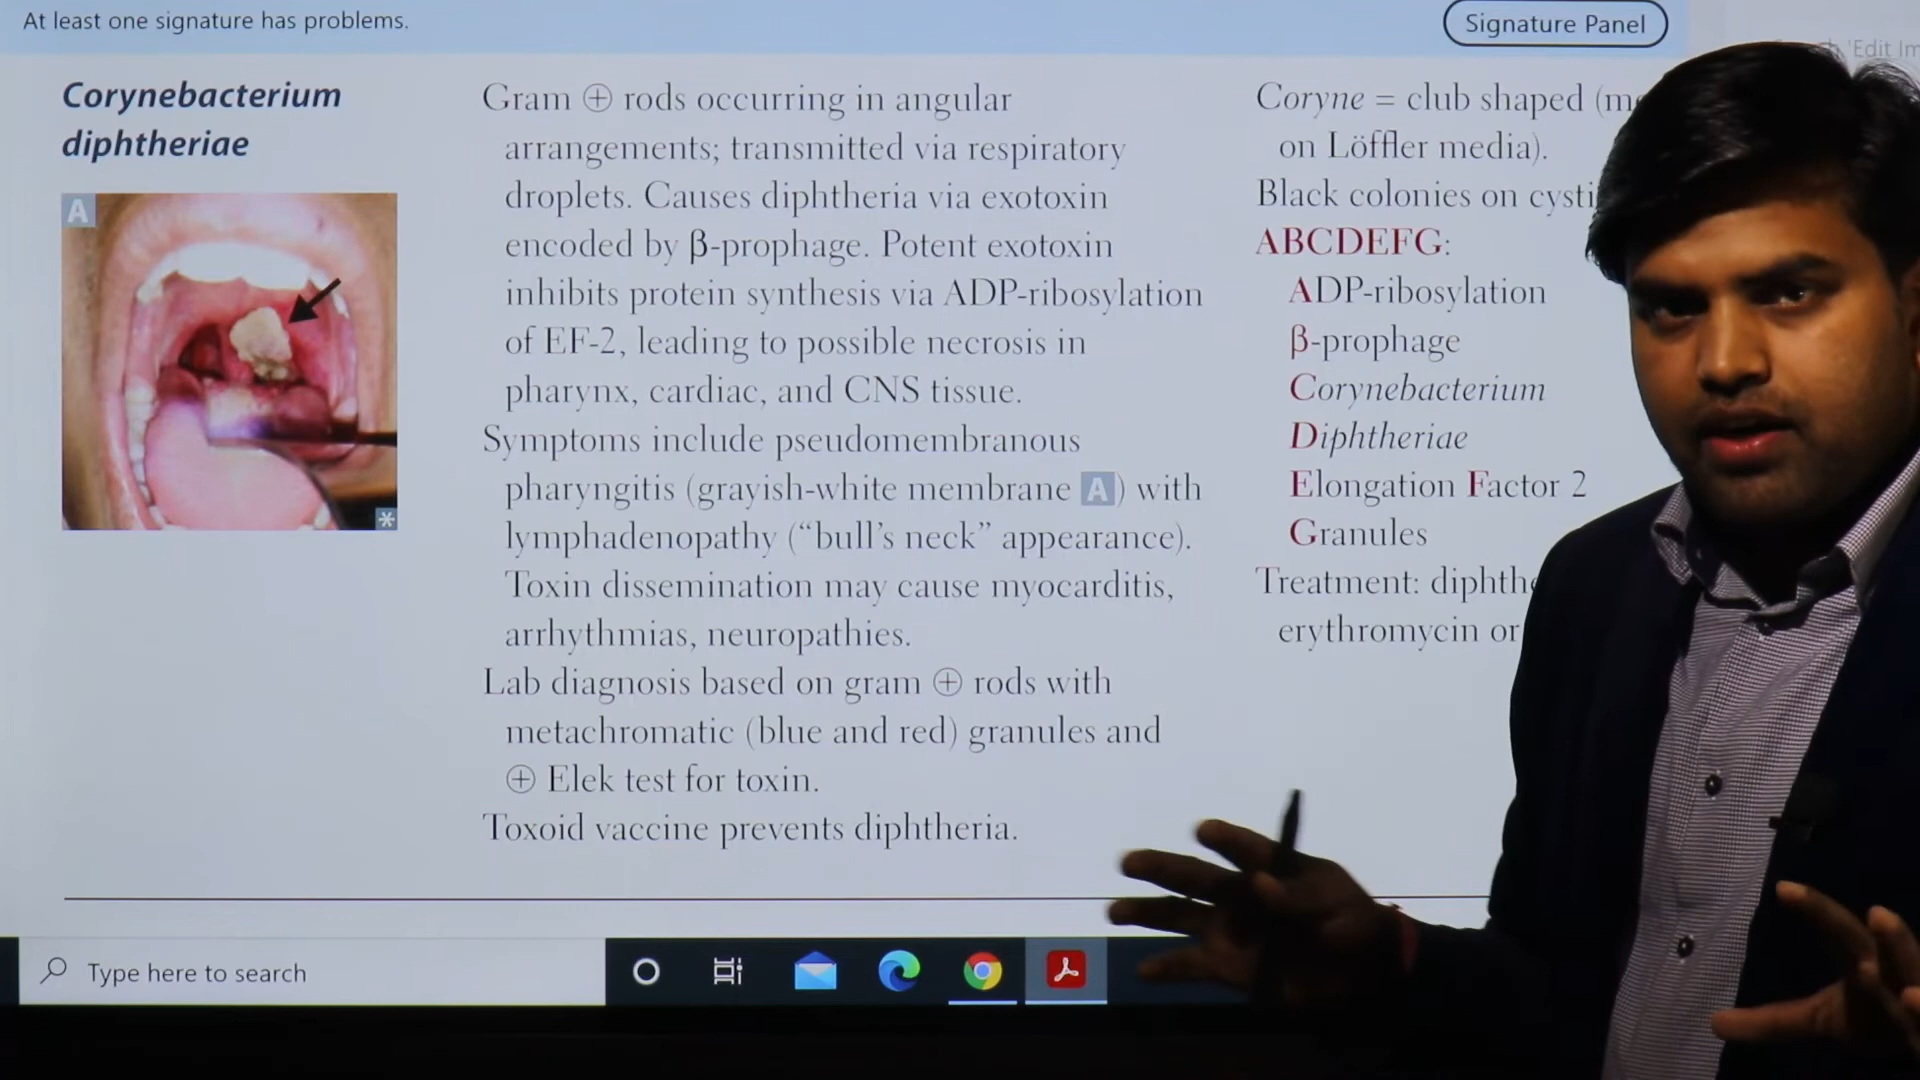 At least one signature has problems.
Signature Panel
'Edit Im
Corynebacterium
diphtheriae
A
*
Gram ⊕ rods occurring in angular
arrangements; transmitted via respiratory
droplets. Causes diphtheria via exotoxin
encoded by β-prophage. Potent exotoxin
inhibits protein synthesis via ADP-ribosylation
of EF-2, leading to possible necrosis in
pharynx, cardiac, and CNS tissue.
Symptoms include pseudomembranous
pharyngitis (grayish-white membrane A) with
lymphadenopathy (“bull’s neck” appearance).
Toxin dissemination may cause myocarditis,
arrhythmias, neuropathies.
Lab diagnosis based on gram ⊕ rods with
metachromatic (blue and red) granules and
⊕ Elek test for toxin.
Toxoid vaccine prevents diphtheria.
Coryne = club shaped (m
on Löffler media).
Black colonies on cysti
ABCDEFG:
ADP-ribosylation
β-prophage
Corynebacterium
Diphtheriae
Elongation Factor 2
Granules
Treatment: diphthe
erythromycin or
Type here to search